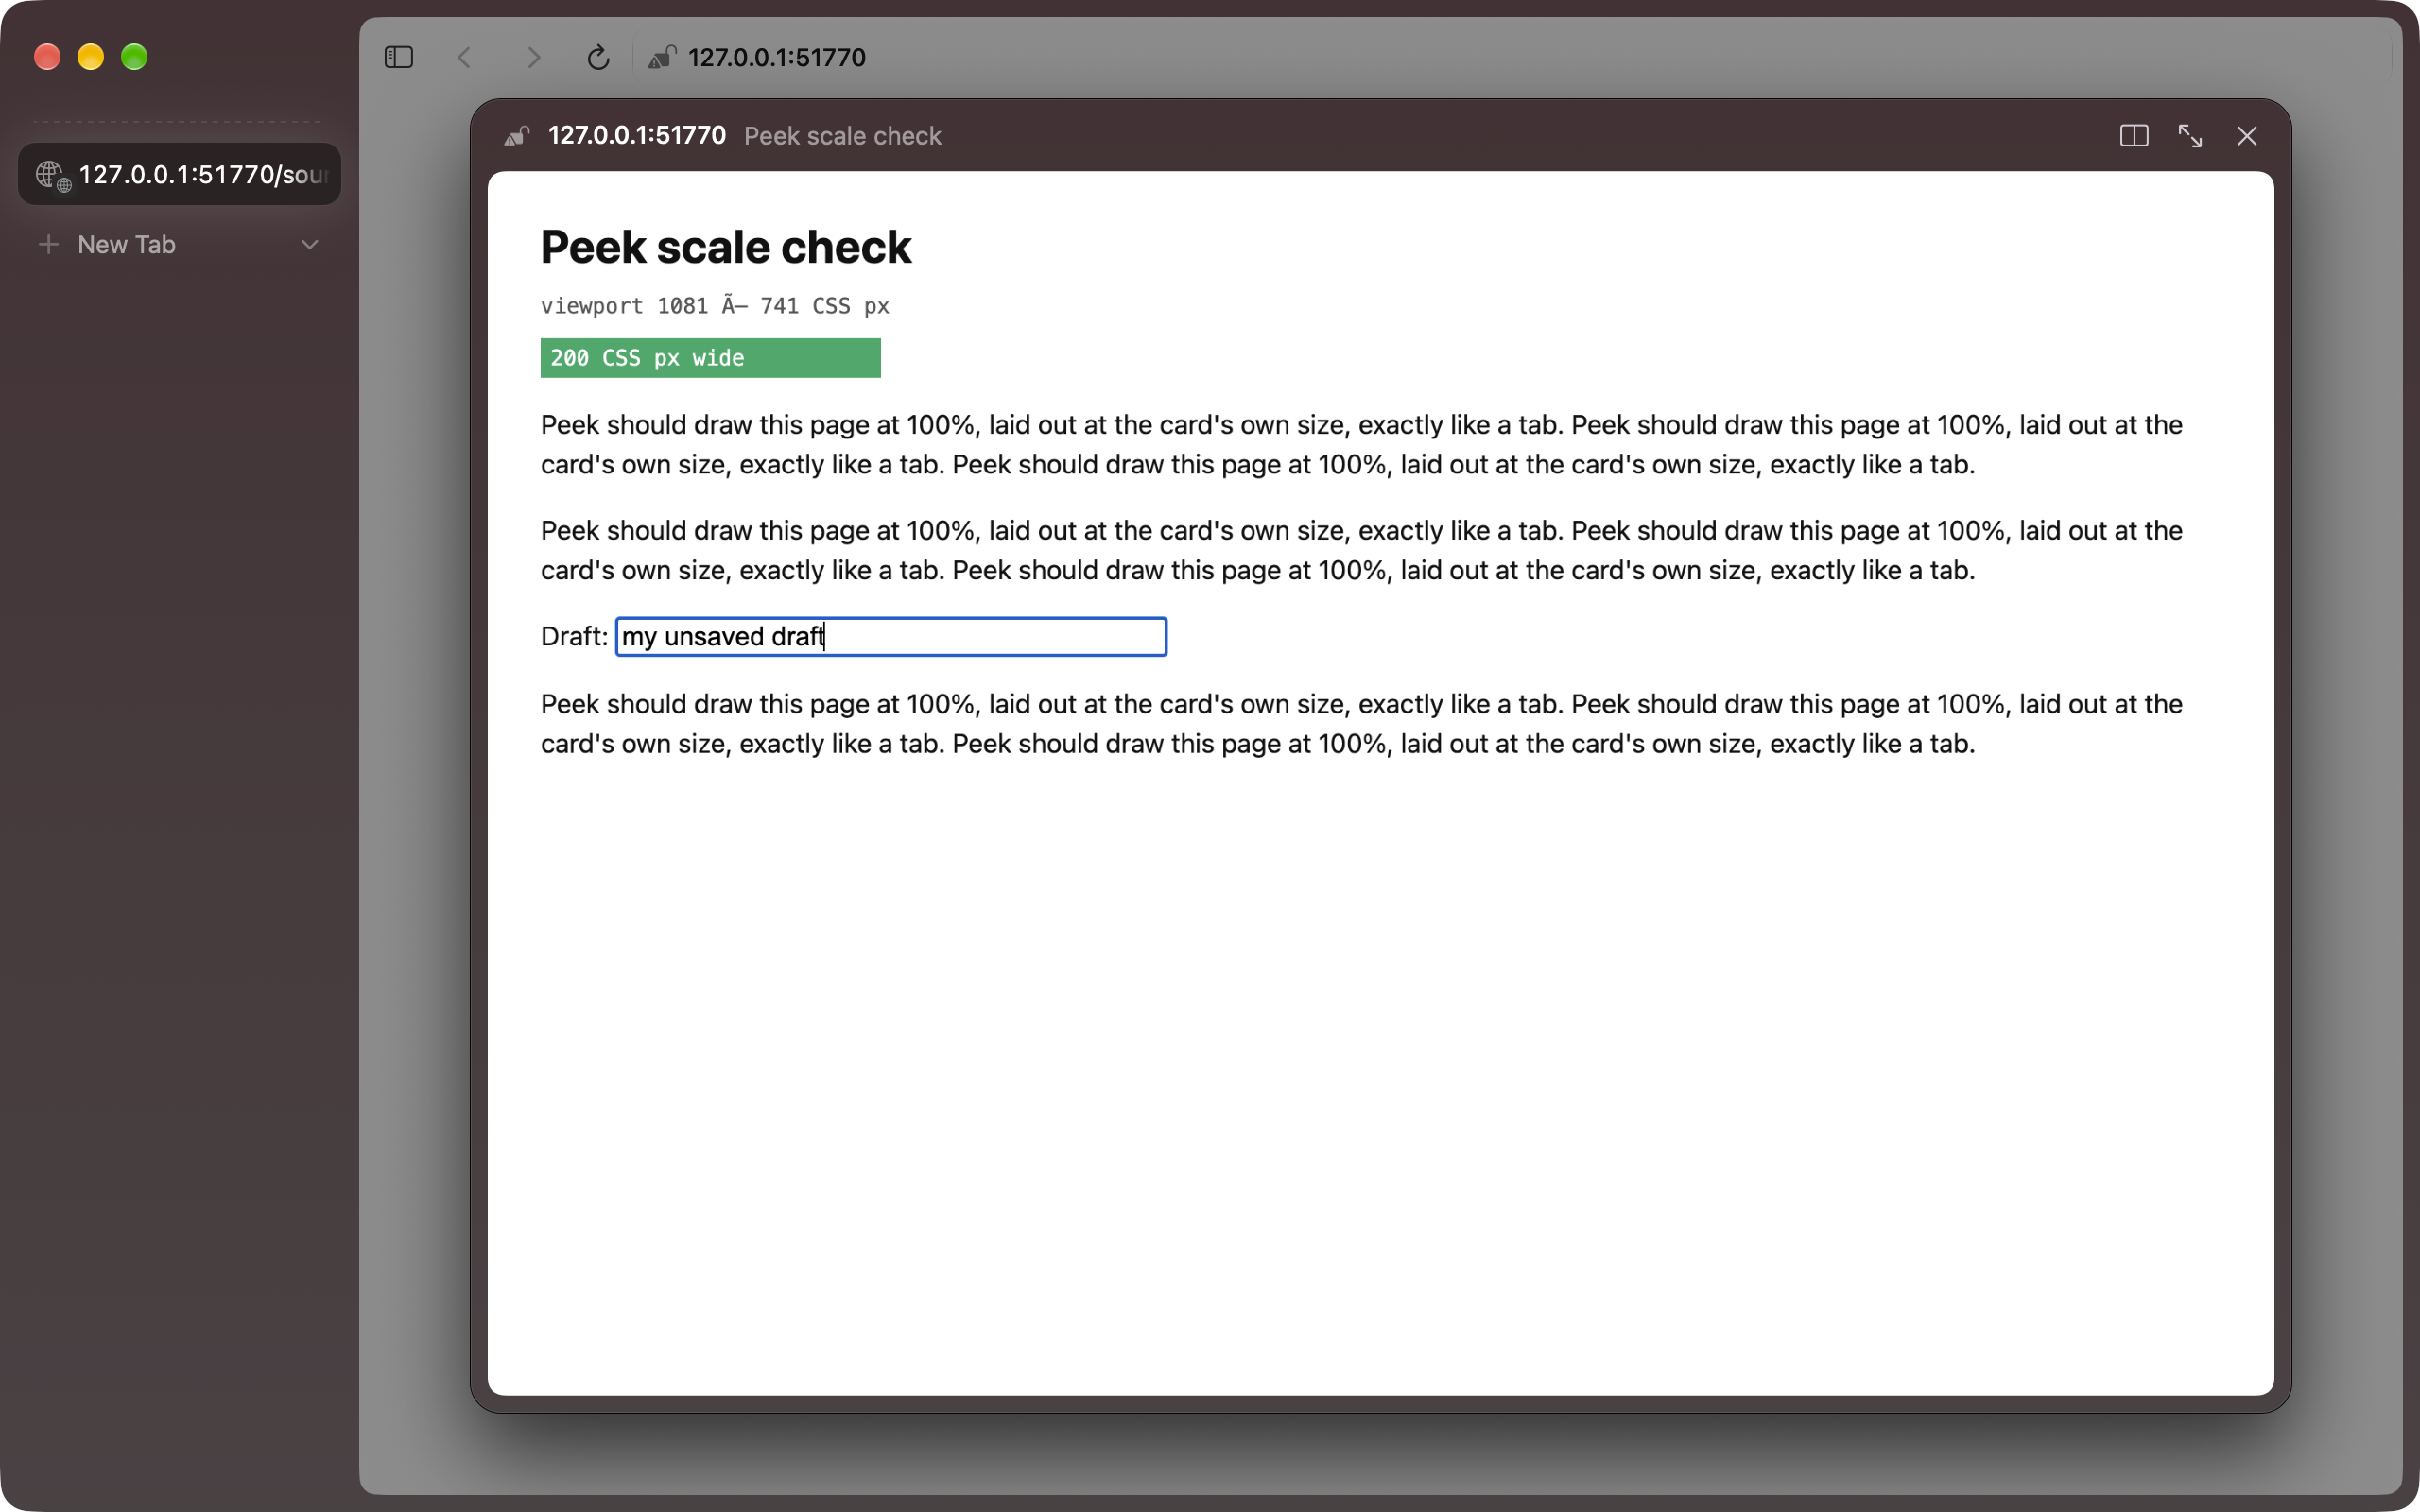 127.0.0.1:51770
127.0.0.1:51770/sour
New Tab
127.0.0.1:51770 Peek scale check
Peek scale check
viewport 1081 Ã— 741 CSS px
200 CSS px wide
Peek should draw this page at 100%, laid out at the card's own size, exactly like a tab. Peek should draw this page at 100%, laid out at the
card's own size, exactly like a tab. Peek should draw this page at 100%, laid out at the card's own size, exactly like a tab.
Peek should draw this page at 100%, laid out at the card's own size, exactly like a tab. Peek should draw this page at 100%, laid out at the
card's own size, exactly like a tab. Peek should draw this page at 100%, laid out at the card's own size, exactly like a tab.
Draft: my unsaved draft
Peek should draw this page at 100%, laid out at the card's own size, exactly like a tab. Peek should draw this page at 100%, laid out at the
card's own size, exactly like a tab. Peek should draw this page at 100%, laid out at the card's own size, exactly like a tab.